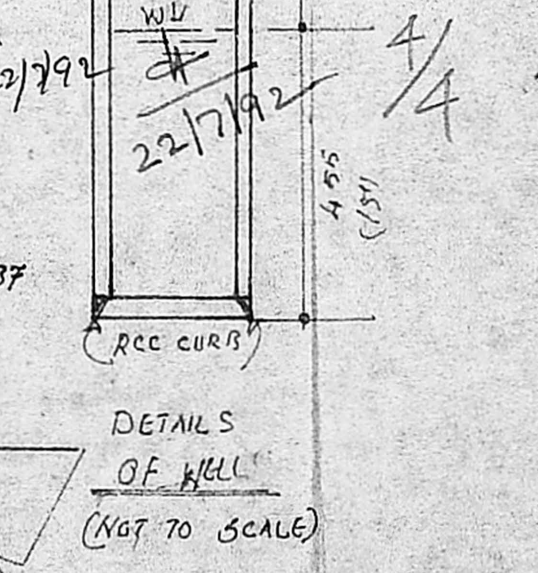 WL
22/7/92
4/4
2/7/92
455
(15')
37
(RCC CURB)
DETAILS
OF WELL
(NOT TO SCALE)